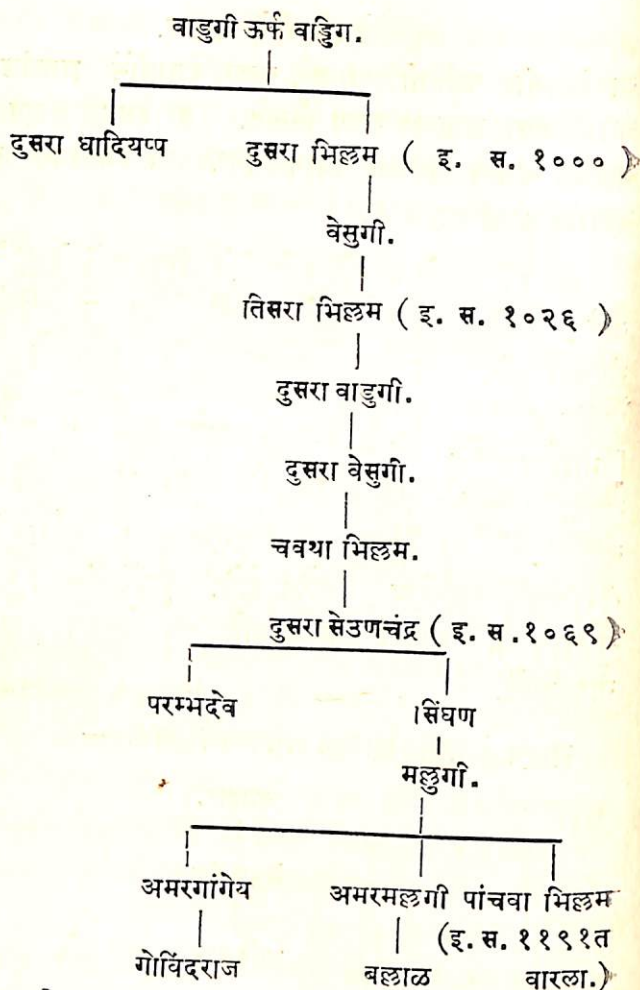 वाडुगी ऊर्फ वड्डिग.
दुसरा धादियप्प दुसरा भिल्लम ( इ. स. १००० )
वेसुगी.
तिसरा भिल्लम ( इ. स. १०२६ )
दुसरा वाडुगी.
दुसरा वेसुगी.
चवथा भिल्लम.
दुसरा सेउणचंद्र ( इ. स. १०६९ )
परम्भदेव सिंघण
मल्लुगी.
अमरगांगेय अमरमल्लगी पांचवा भिल्लम
(इ. स. ११९१त
गोविंदराज बल्लाळ वारला.)